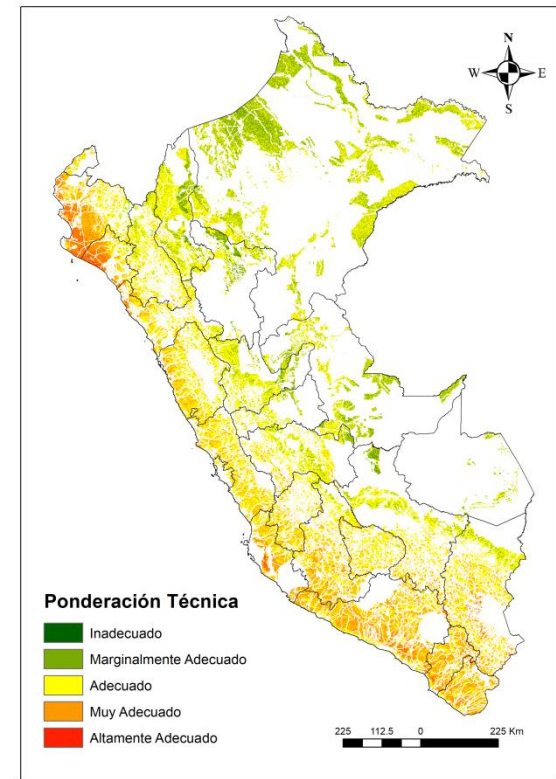 N
W E
S
Ponderación Técnica
Inadecuado
Marginalmente Adecuado
Adecuado
Muy Adecuado
Altamente Adecuado
225 112.5 0 225 Km